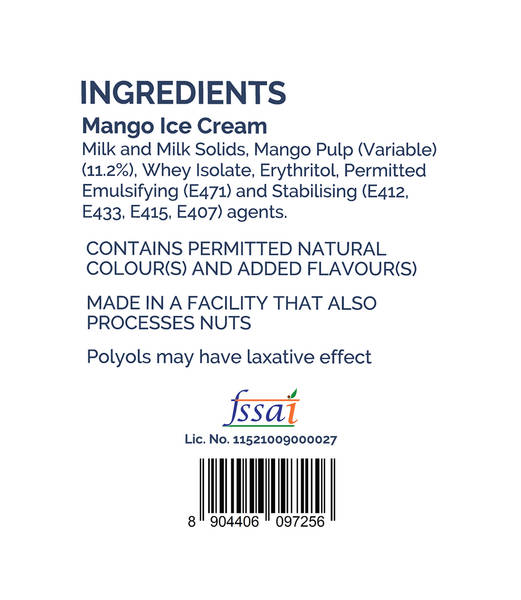 INGREDIENTS
Mango Ice Cream
Milk and Milk Solids, Mango Pulp (Variable)
(11.2%), Whey Isolate, Erythritol, Permitted
Emulsifying (E471) and Stabilising (E412,
E433, E415, E407) agents.
CONTAINS PERMITTED NATURAL
COLOUR(S) AND ADDED FLAVOUR(S)
MADE IN A FACILITY THAT ALSO
PROCESSES NUTS
Polyols may have laxative effect
fssai
Lic. No. 11521009000027
8 904406 097256